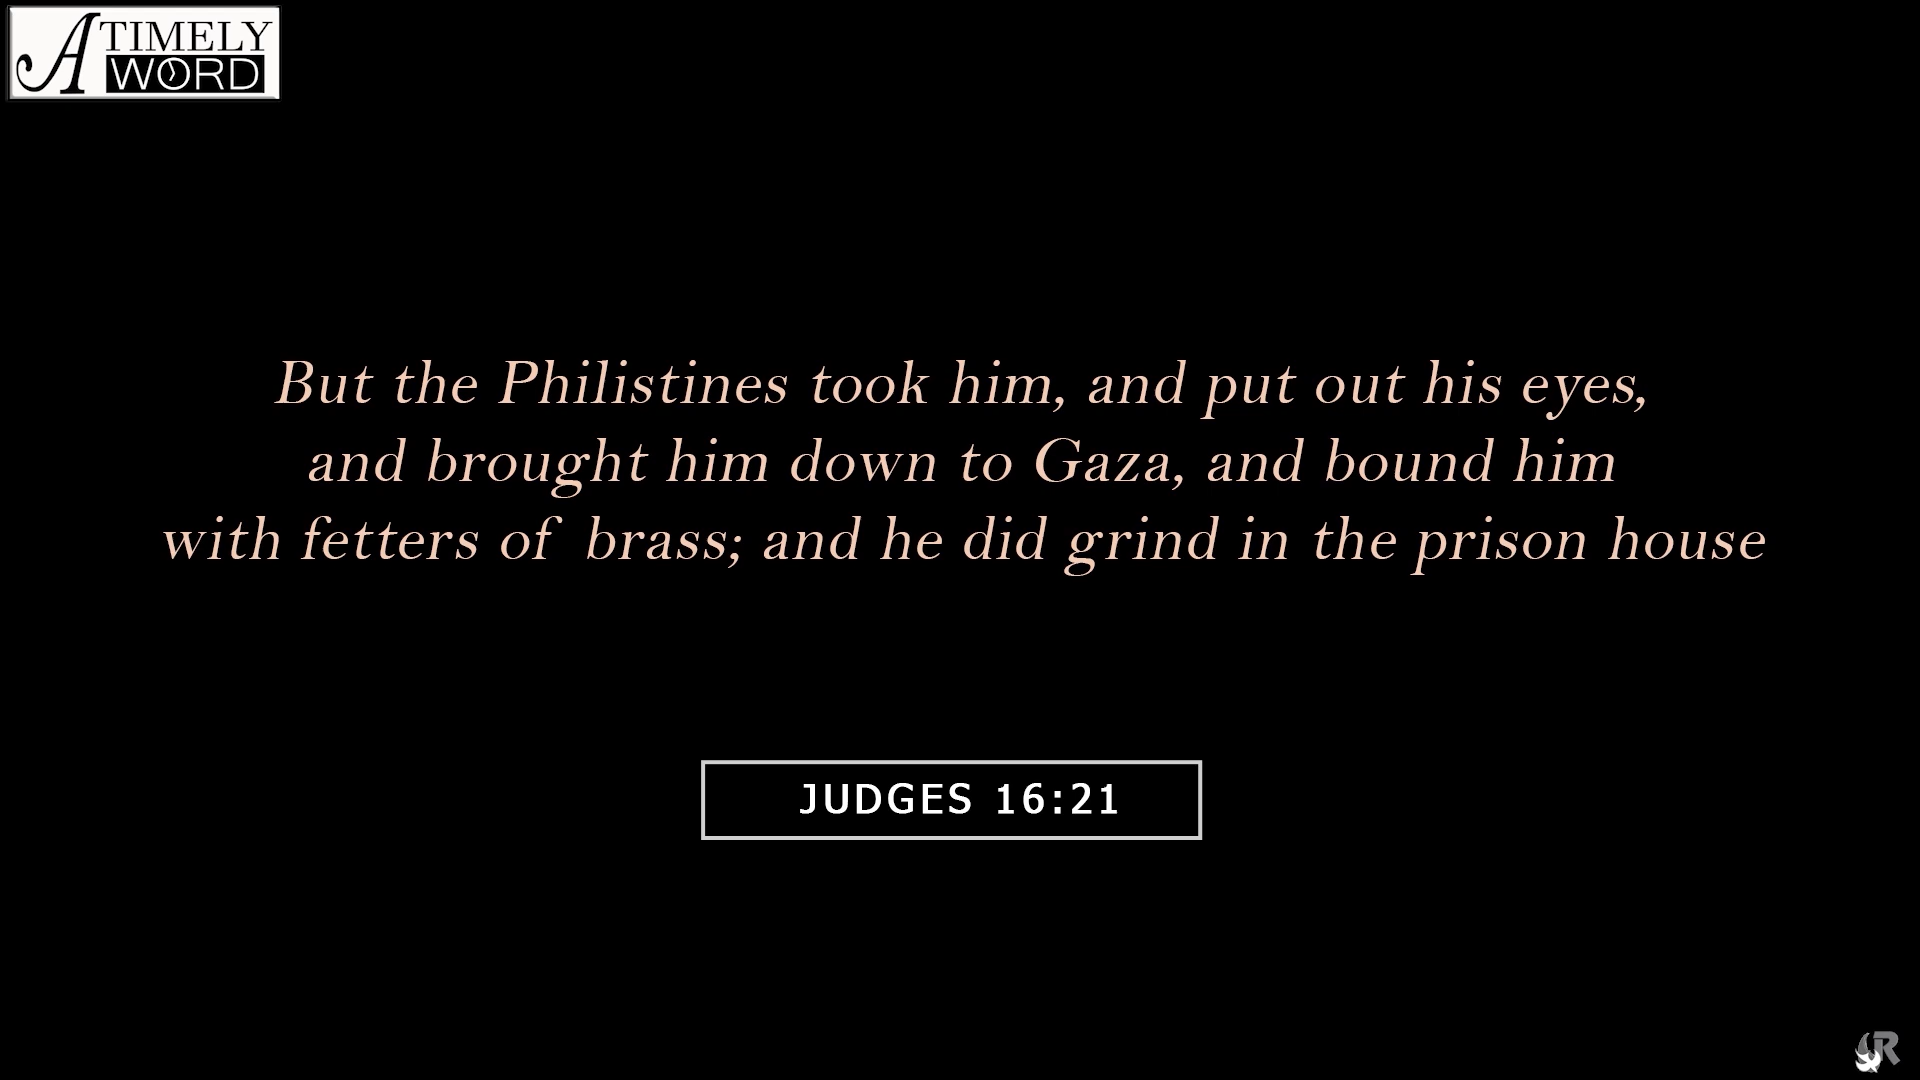 A TIMELY
WORD
But the Philistines took him, and put out his eyes,
and brought him down to Gaza, and bound him
with fetters of brass; and he did grind in the prison house
JUDGES 16:21
R